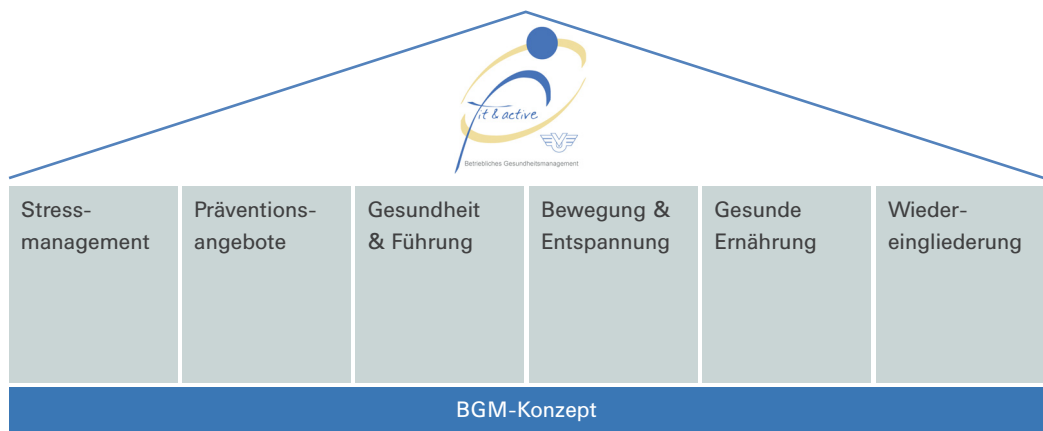 Fit & active
Betriebliches Gesundheitsmanagement
Stress-
management
Präventions-
angebote
Gesundheit
& Führung
Bewegung &
Entspannung
Gesunde
Ernährung
Wieder-
eingliederung
BGM-Konzept